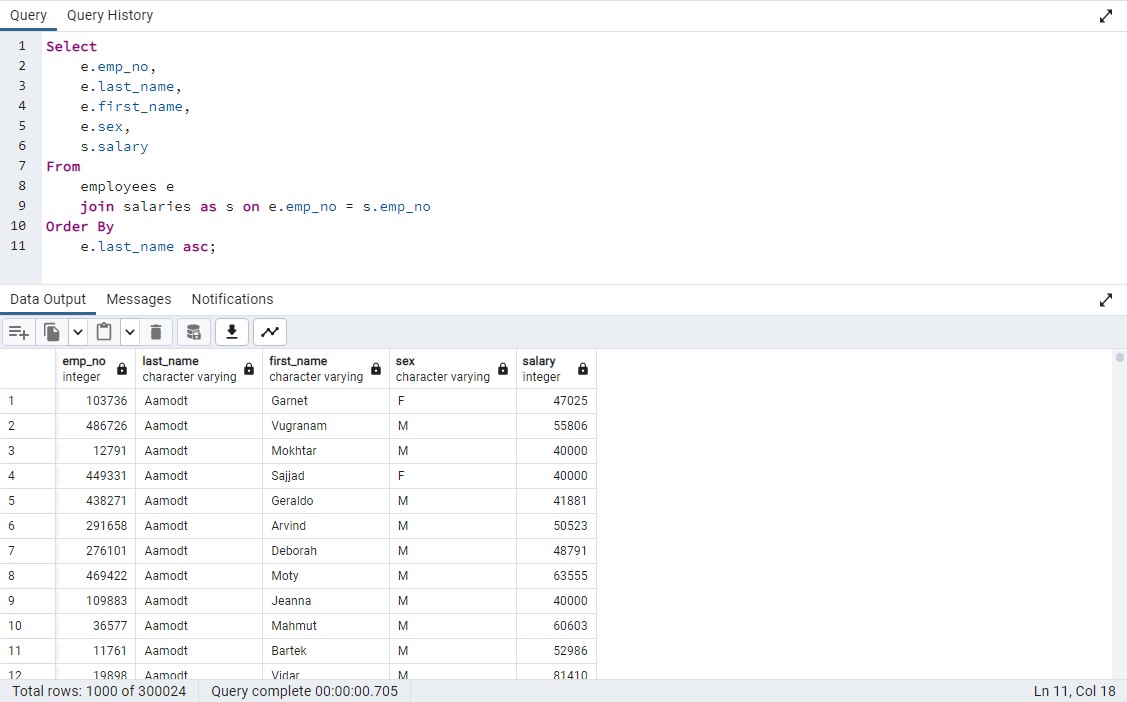 Query Query History
1 Select
2 e.emp_no,
3 e.last_name,
4 e.first_name,
5 e.sex,
6 s.salary
7 From
8 employees e
9 join salaries as s on e.emp_no = s.emp_no
10 Order By
11 e.last_name asc;
Data Output Messages Notifications
emp_no last_name first_name sex salary
integer character varying character varying character varying integer
1 103736 Aamodt Garnet F 47025
2 486726 Aamodt Vugranam M 55806
3 12791 Aamodt Mokhtar M 40000
4 449331 Aamodt Sajjad F 40000
5 438271 Aamodt Geraldo M 41881
6 291658 Aamodt Arvind M 50523
7 276101 Aamodt Deborah M 48791
8 469422 Aamodt Moty M 63555
9 109883 Aamodt Jeanna M 40000
10 36577 Aamodt Mahmut M 60603
11 11761 Aamodt Bartek M 52986
12 19898 Aamodt Vidar M 81410
Total rows: 1000 of 300024 Query complete 00:00:00.705 Ln 11, Col 18